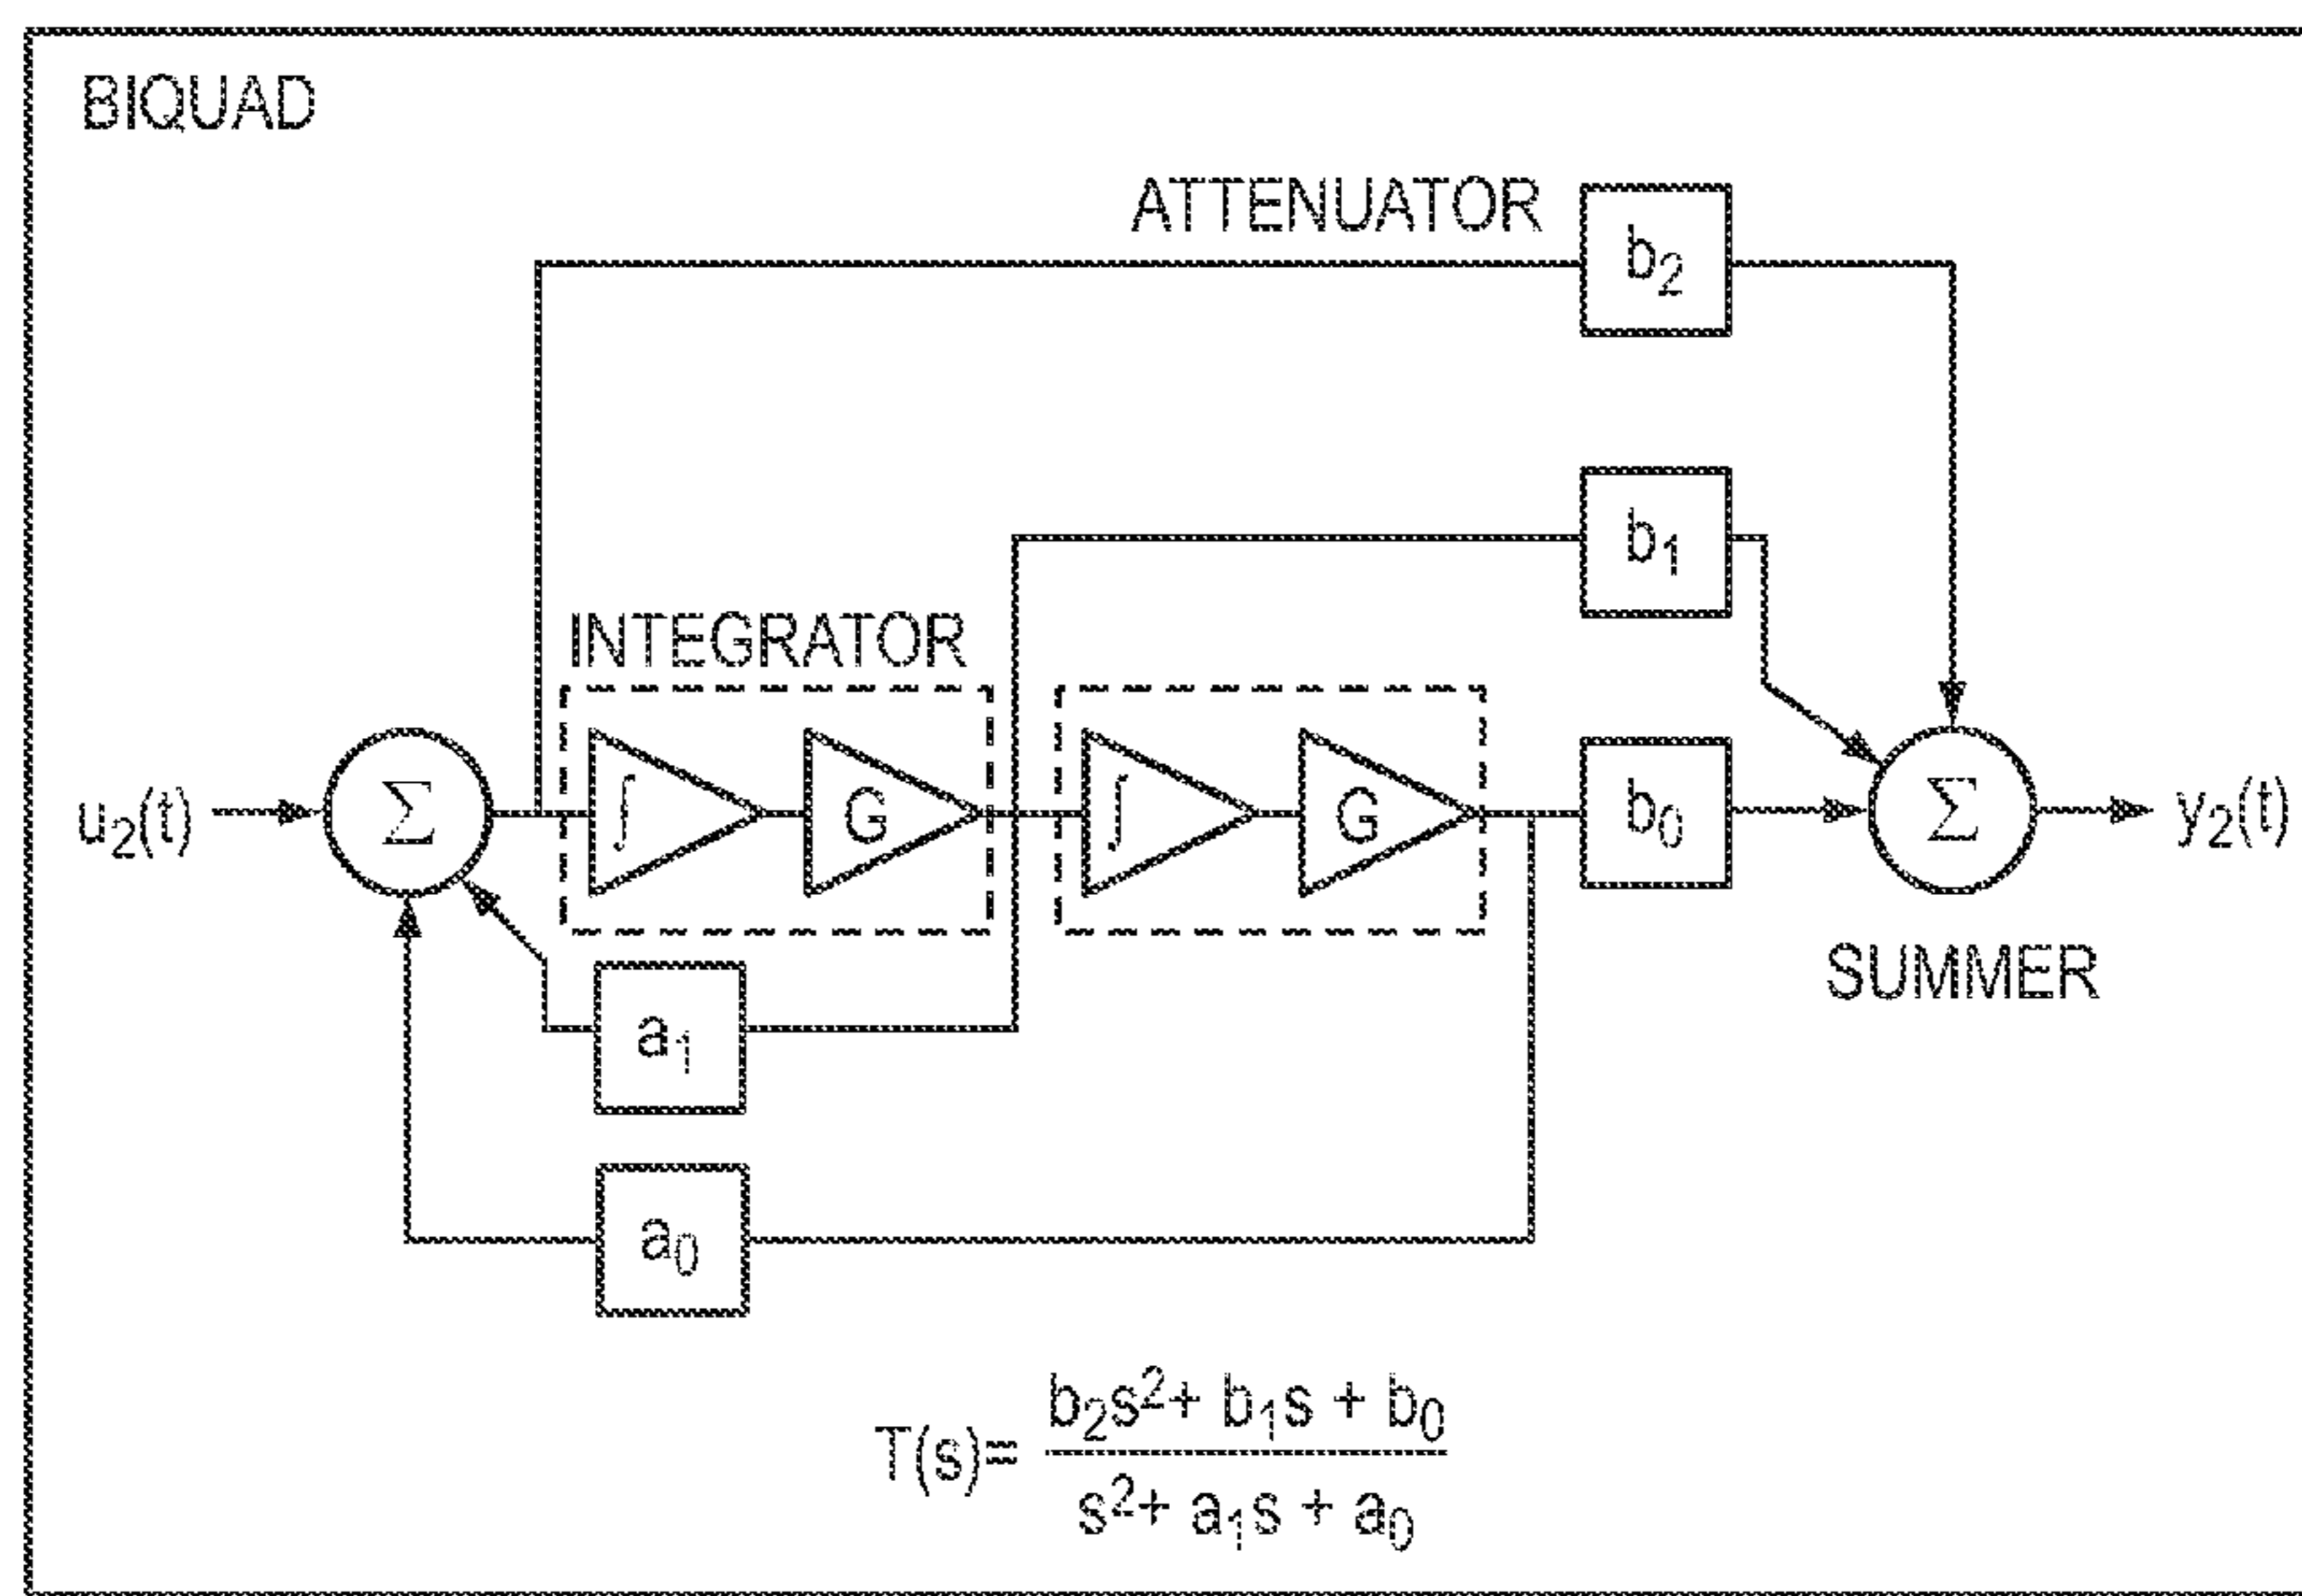 BIQUAD
ATTENUATOR
b₂
b₁
INTEGRATOR
u₂(t)
Σ
∫
G
∫
G
b₀
Σ
y₂(t)
SUMMER
a₁
a₀
T(s)= b₂s²+ b₁s + b₀
s²+ a₁s + a₀